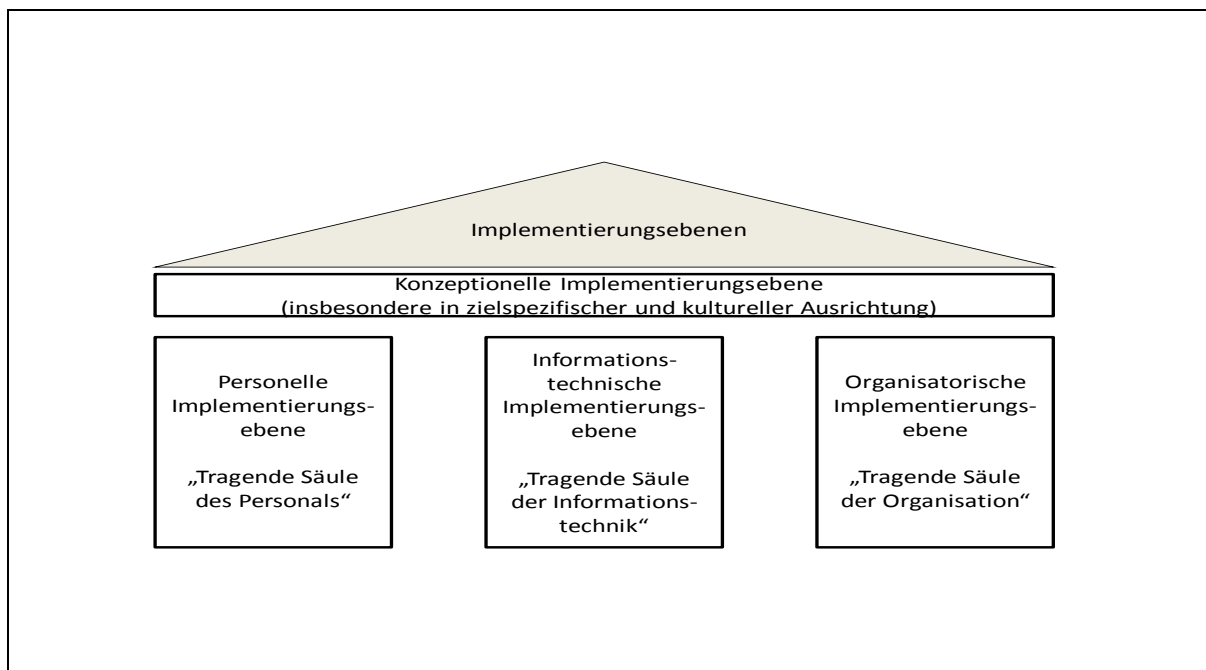 Implementierungsebenen
Konzeptionelle Implementierungsebene
(insbesondere in zielspezifischer und kultureller Ausrichtung)
Personelle
Implementierungs-
ebene
„Tragende Säule
des Personals“
Informations-
technische
Implementierungs-
ebene
„Tragende Säule
der Informations-
technik“
Organisatorische
Implementierungs-
ebene
„Tragende Säule
der Organisation“